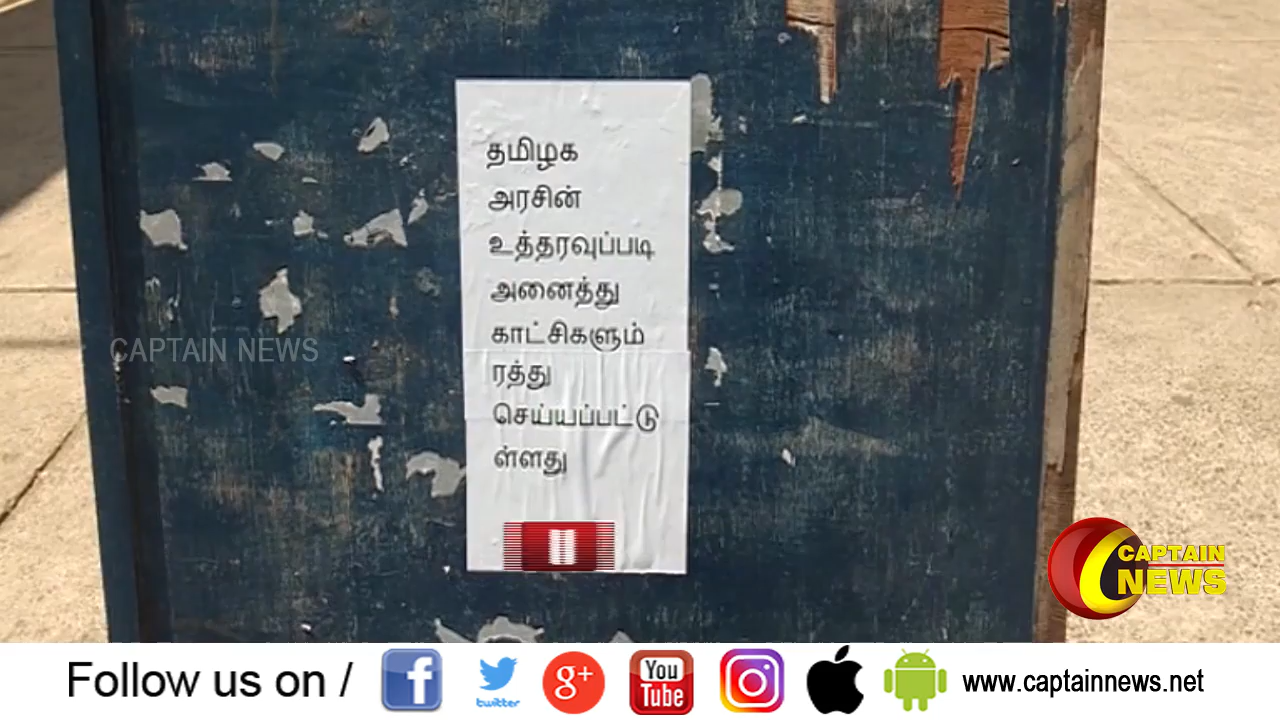 தமிழக
அரசின்
உத்தரவுப்படி
அனைத்து
காட்சிகளும்
ரத்து
செய்யப்பட்டு
ள்ளது
CAPTAIN NEWS
CAPTAIN
NEWS
Follow us on / f twitter g+ You Tube www.captainnews.net